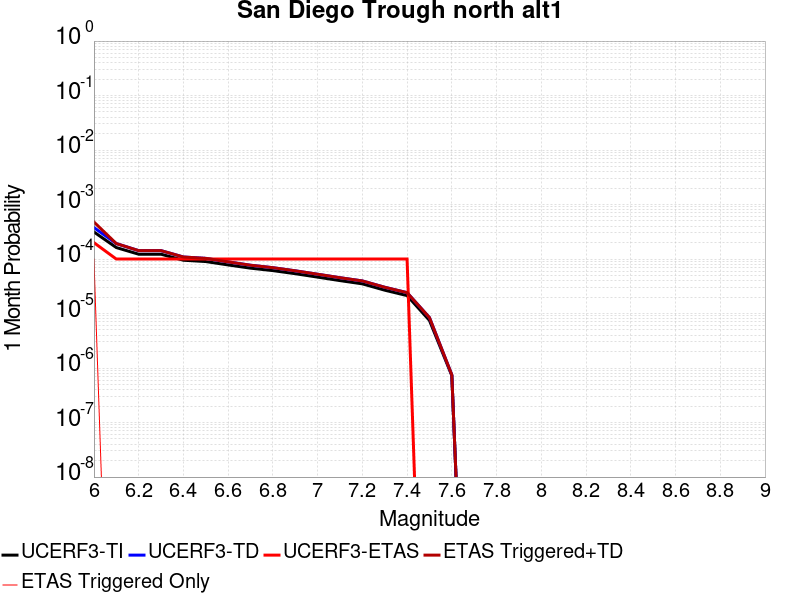 San Diego Trough north alt1
10 0
10 -1
10 -2
10 -3
10 -4
10 -5
10 -6
10 -7
10 -8
1 Month Probability
6 6.2 6.4 6.6 6.8 7 7.2 7.4 7.6 7.8 8 8.2 8.4 8.6 8.8 9
Magnitude
UCERF3-TI UCERF3-TD UCERF3-ETAS ETAS Triggered+TD
ETAS Triggered Only